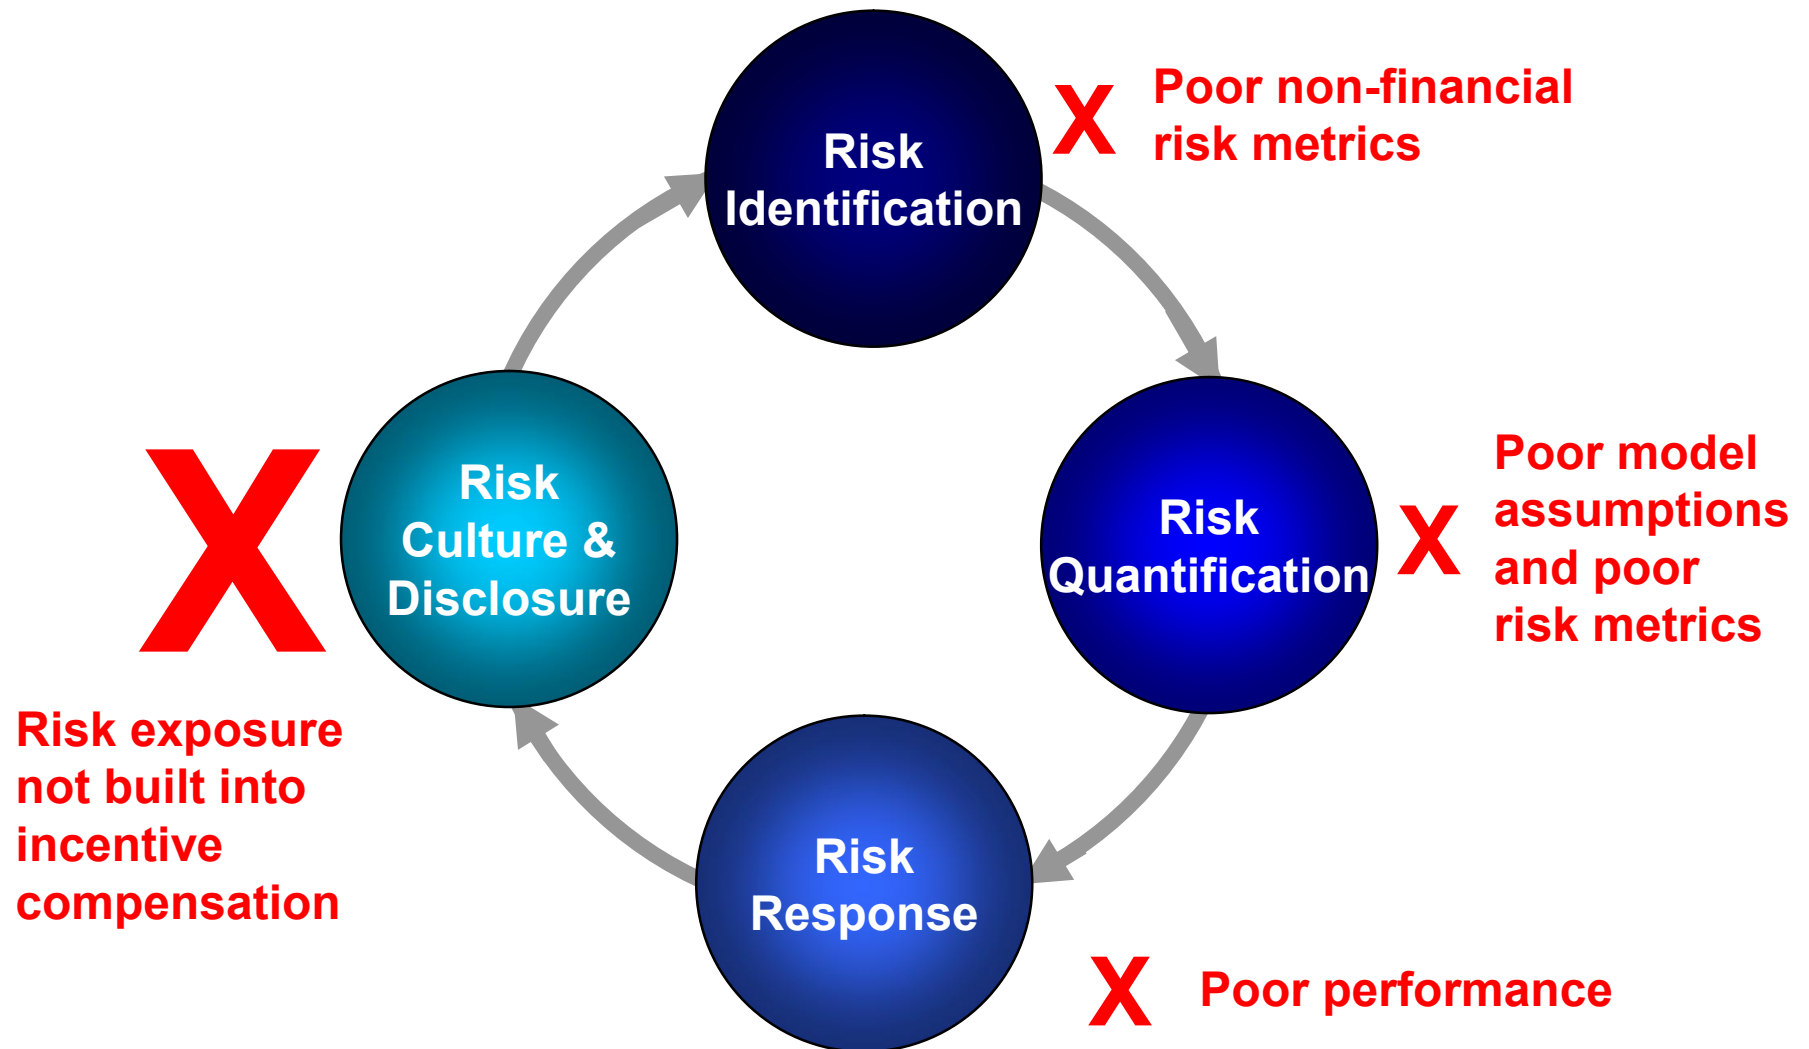 Risk
Identification
X
Poor non-financial
risk metrics
Risk
Quantification
X
Poor model
assumptions
and poor
risk metrics
Risk
Response
X
Poor performance
Risk
Culture &
Disclosure
X
Risk exposure
not built into
incentive
compensation